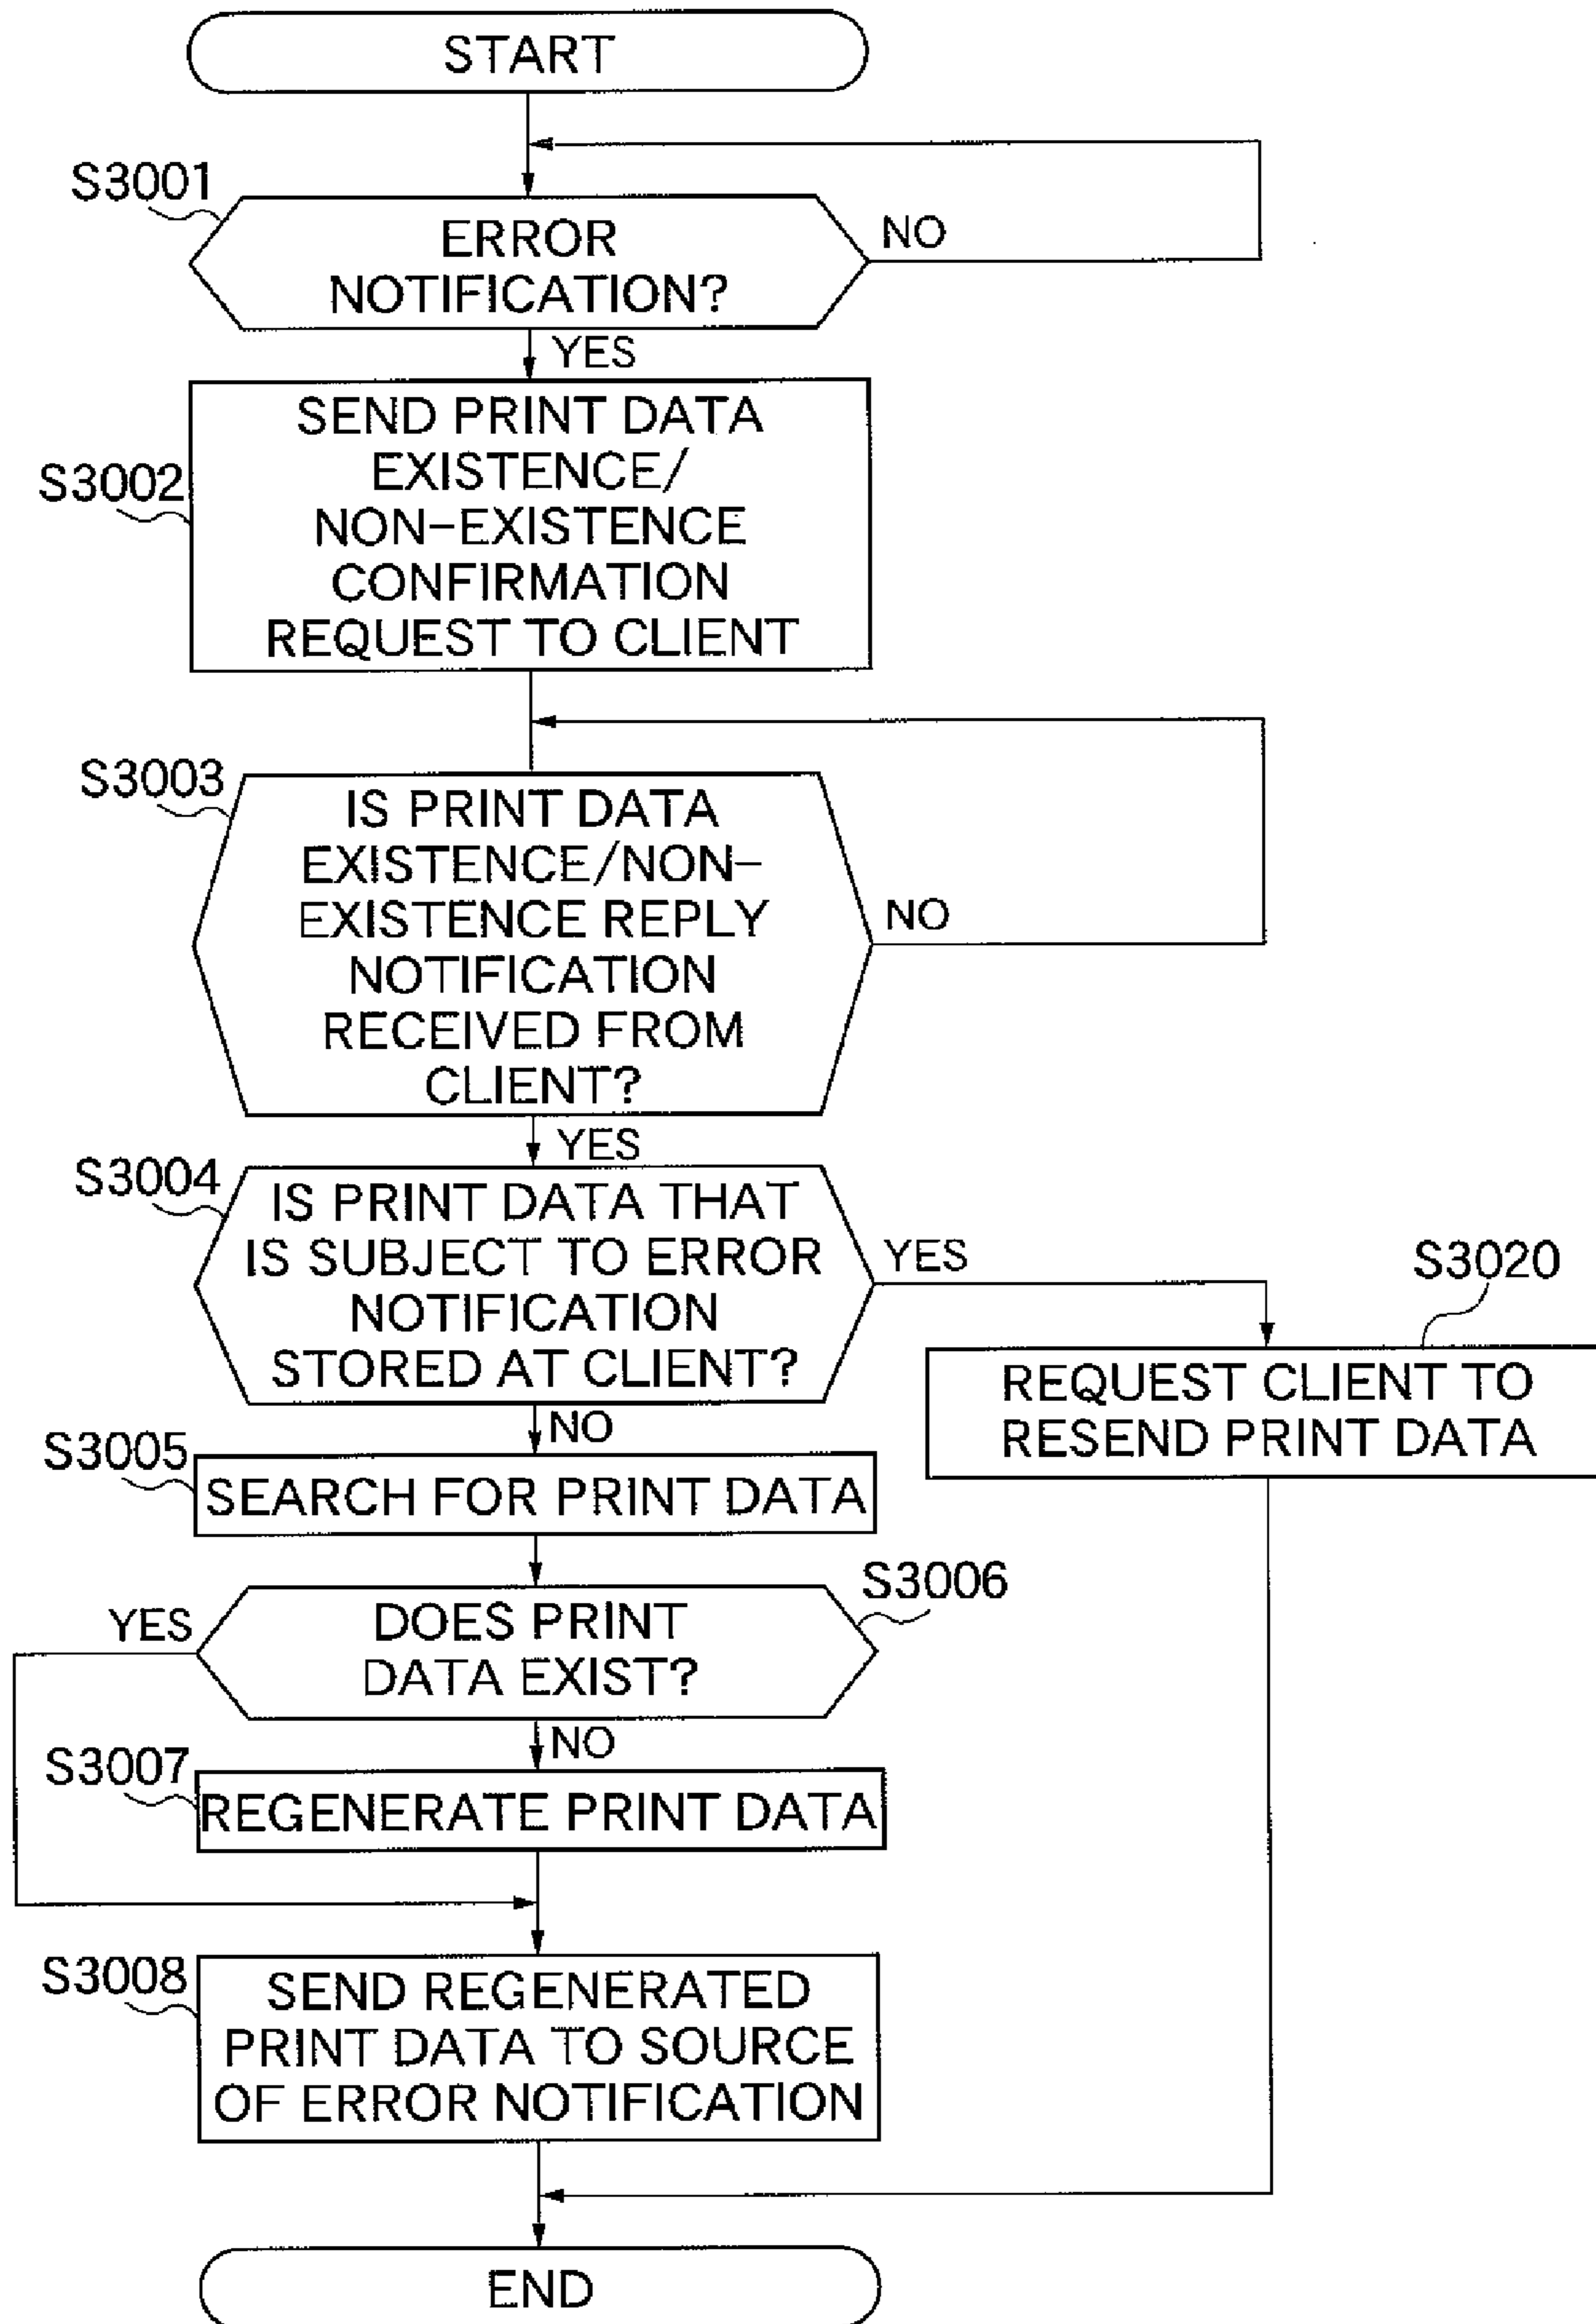 START
S3001
ERROR
NOTIFICATION?
NO
YES
S3002
SEND PRINT DATA
EXISTENCE/
NON-EXISTENCE
CONFIRMATION
REQUEST TO CLIENT
S3003
IS PRINT DATA
EXISTENCE/NON-
EXISTENCE REPLY
NOTIFICATION
RECEIVED FROM
CLIENT?
NO
YES
S3004
IS PRINT DATA THAT
IS SUBJECT TO ERROR
NOTIFICATION
STORED AT CLIENT?
YES
S3020
REQUEST CLIENT TO
RESEND PRINT DATA
NO
S3005
SEARCH FOR PRINT DATA
S3006
DOES PRINT
DATA EXIST?
YES
NO
S3007
REGENERATE PRINT DATA
S3008
SEND REGENERATED
PRINT DATA TO SOURCE
OF ERROR NOTIFICATION
END